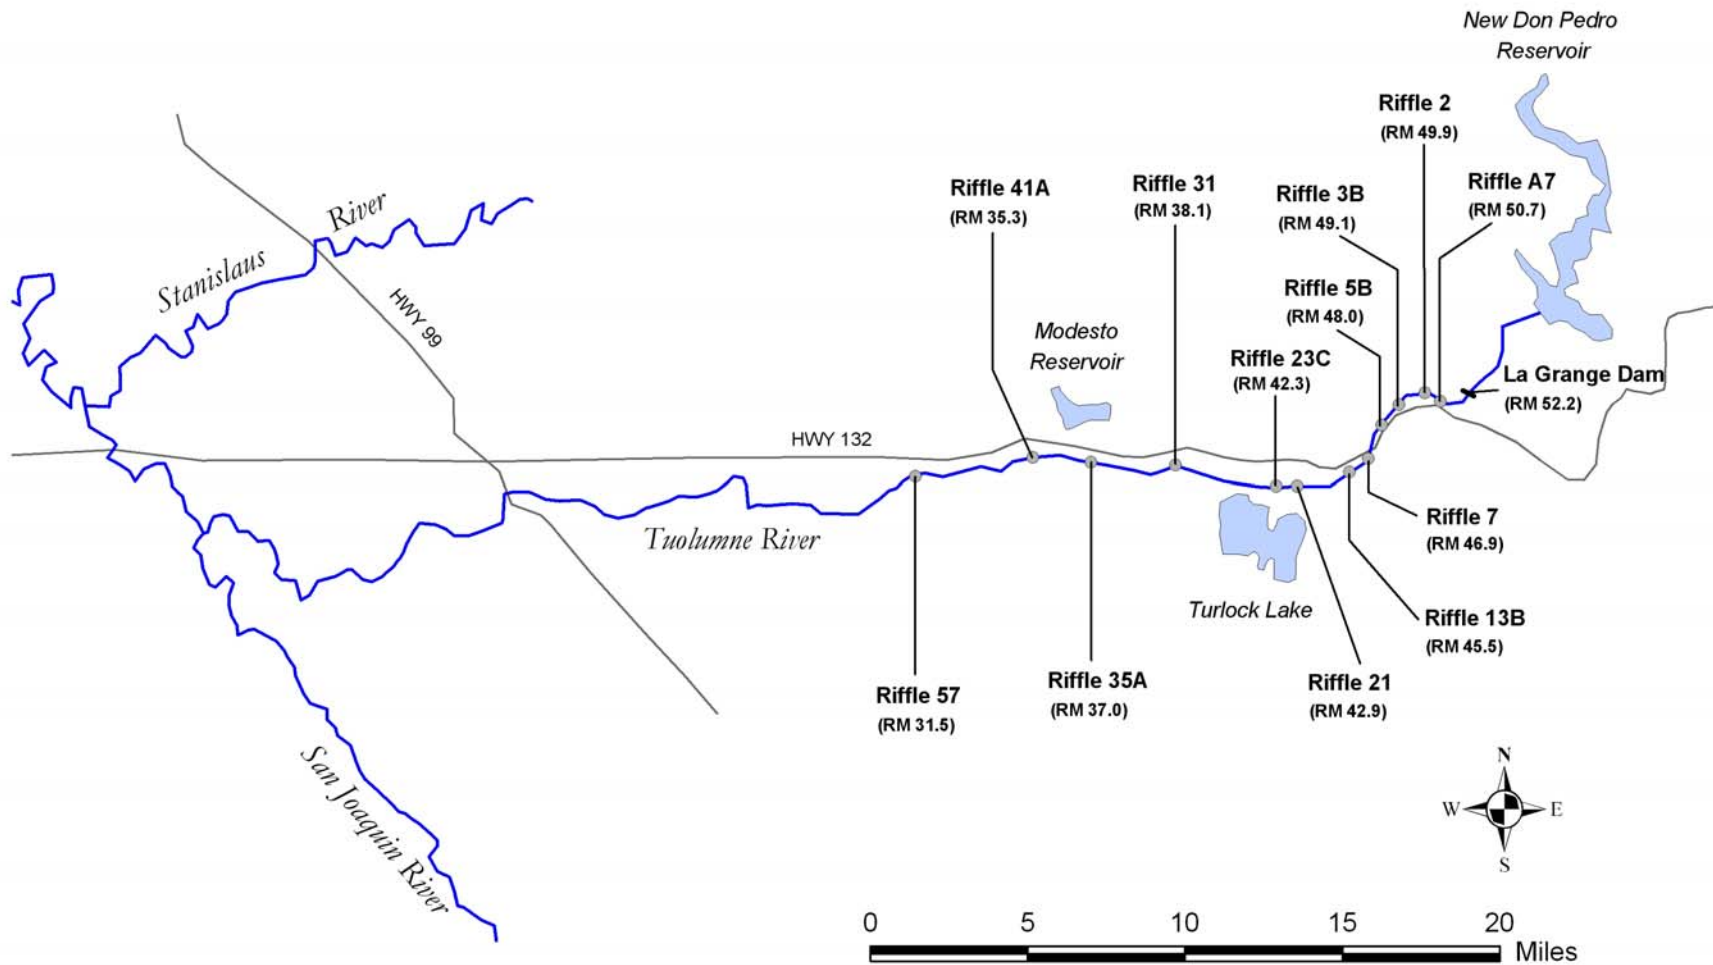 New Don Pedro
Reservoir
Riffle 2
(RM 49.9)
Riffle 41A
(RM 35.3)
Riffle 31
(RM 38.1)
Riffle 3B
(RM 49.1)
Riffle A7
(RM 50.7)
Stanislaus River
HWY 99
Riffle 5B
(RM 48.0)
Modesto
Reservoir
Riffle 23C
(RM 42.3)
La Grange Dam
(RM 52.2)
HWY 132
Tuolumne River
Riffle 7
(RM 46.9)
Turlock Lake
Riffle 13B
(RM 45.5)
Riffle 57
(RM 31.5)
Riffle 35A
(RM 37.0)
Riffle 21
(RM 42.9)
San Joaquin River
N
W E
S
0 5 10 15 20
Miles